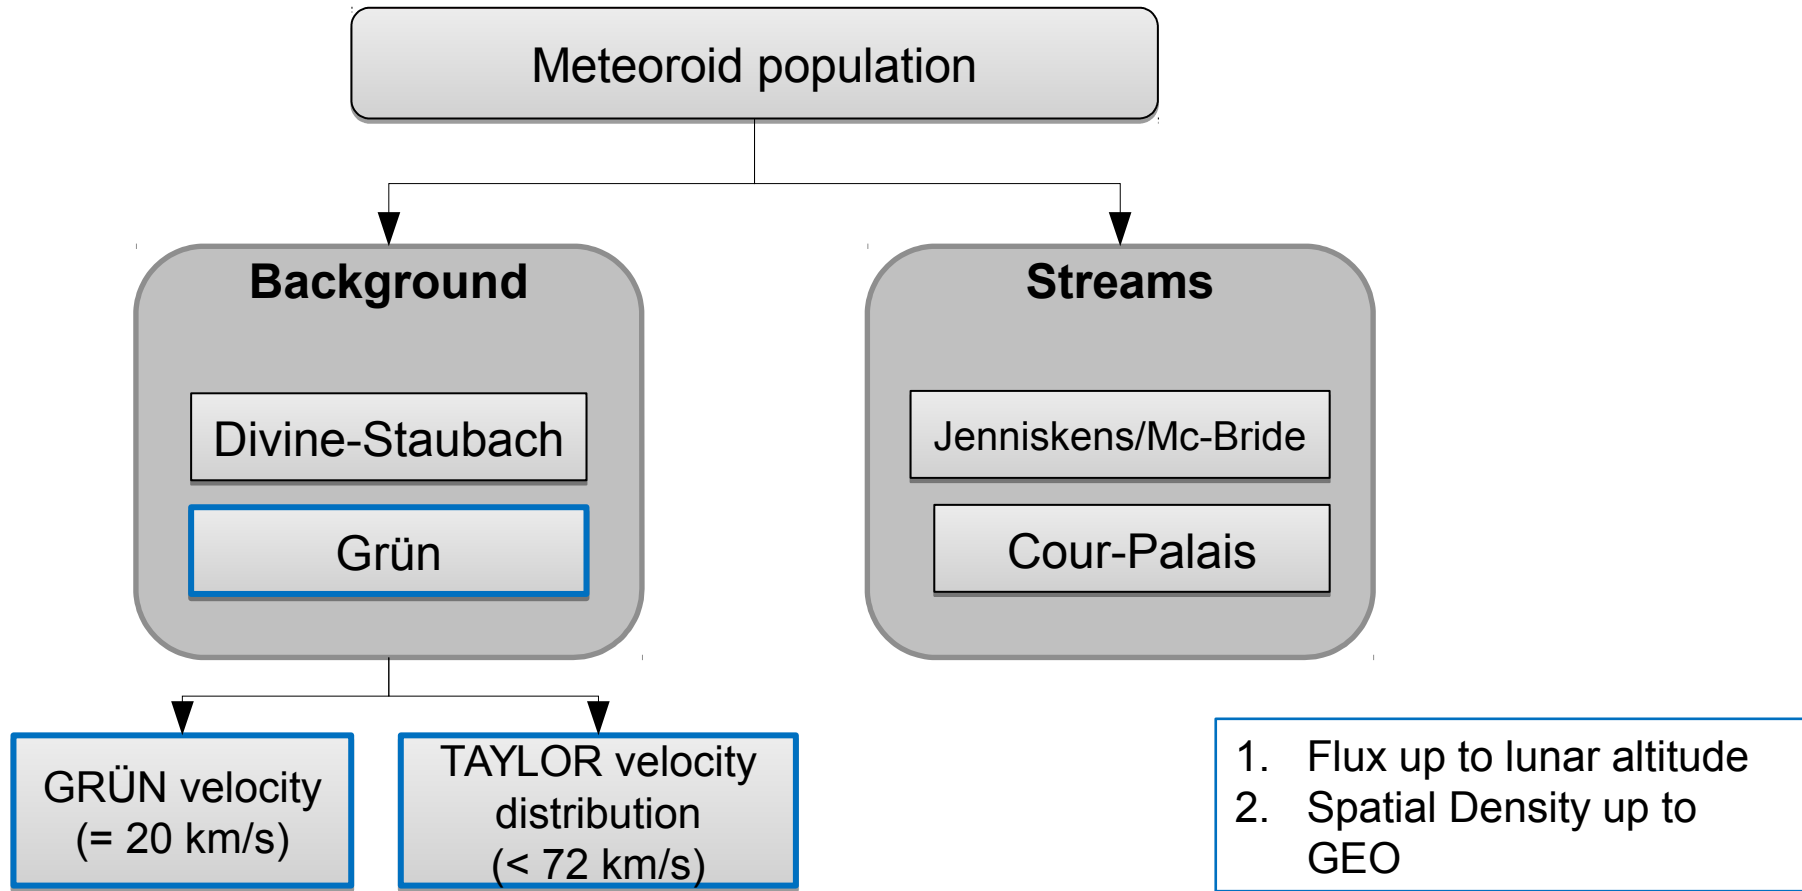 Meteoroid population
Background
Streams
Divine-Staubach
Jenniskens/Mc-Bride
Grün
Cour-Palais
GRÜN velocity
(= 20 km/s)
TAYLOR velocity
distribution
(< 72 km/s)
1. Flux up to lunar altitude
2. Spatial Density up to
GEO